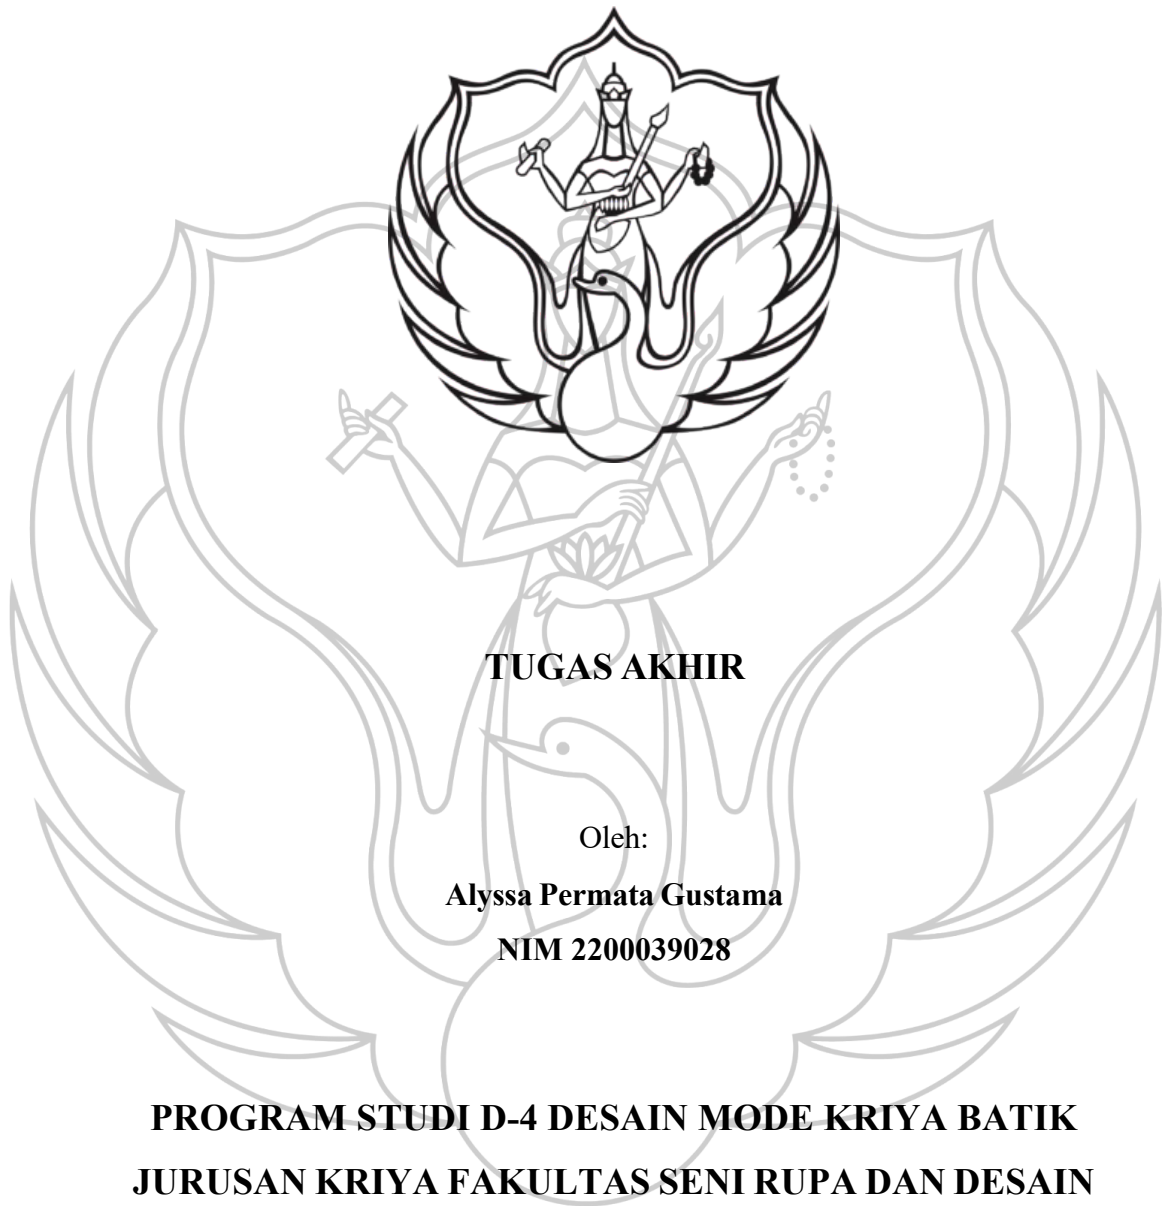 TUGAS AKHIR
Oleh:
Alyssa Permata Gustama
NIM 2200039028
PROGRAM STUDI D-4 DESAIN MODE KRIYA BATIK
JURUSAN KRIYA FAKULTAS SENI RUPA DAN DESAIN